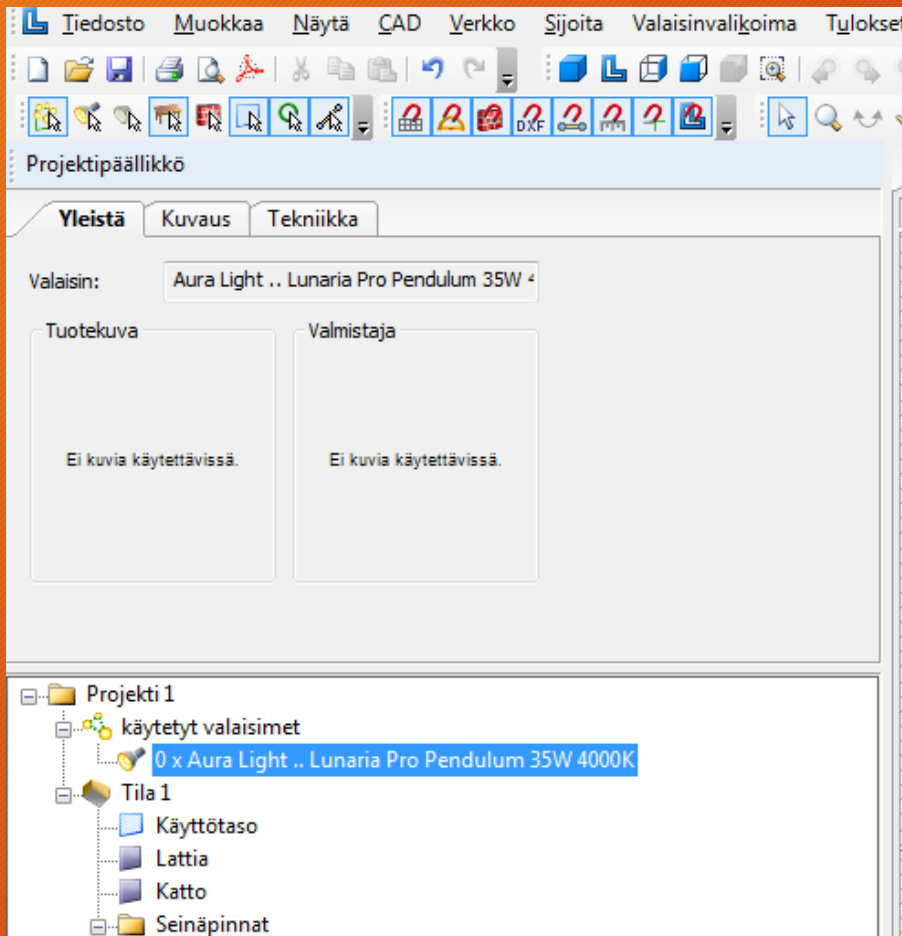 Tiedosto Muokkaa Näytä CAD Verkko Sijoita Valaisinvalikoima Tulokset
DXF
Projektipäällikkö
Yleistä Kuvaus Tekniikka
Valaisin: Aura Light .. Lunaria Pro Pendulum 35W 4
Tuotekuva Valmistaja
Ei kuvia käytettävissä. Ei kuvia käytettävissä.
Projekti 1
käytetyt valaisimet
0 x Aura Light .. Lunaria Pro Pendulum 35W 4000K
Tila 1
Käyttötaso
Lattia
Katto
Seinäpinnat